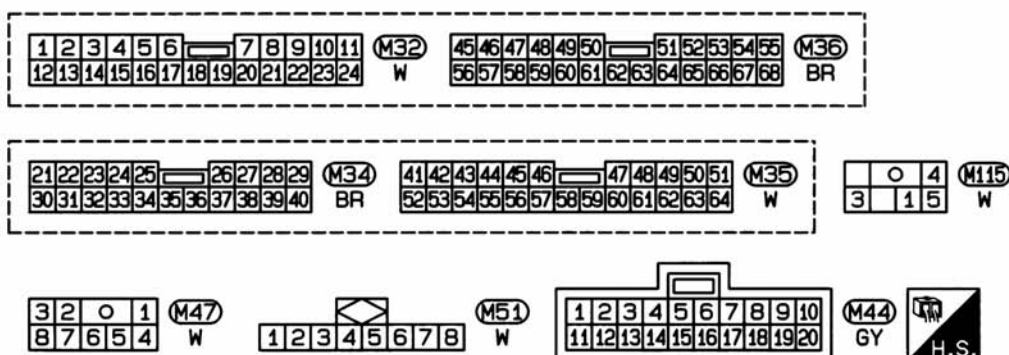 1 2 3 4 5 6 7 8 9 10 11 M32
12 13 14 15 16 17 18 19 20 21 22 23 24 W
45 46 47 48 49 50 51 52 53 54 55 M36
56 57 58 59 60 61 62 63 64 65 66 67 68 BR
21 22 23 24 25 26 27 28 29 M34
30 31 32 33 34 35 36 37 38 39 40 BR
41 42 43 44 45 46 47 48 49 50 51 M35
52 53 54 55 56 57 58 59 60 61 62 63 64 W
4 M115
3 1 5 W
3 2 1 M47
8 7 6 5 4 W
M51
1 2 3 4 5 6 7 8 W
1 2 3 4 5 6 7 8 9 10 M44
11 12 13 14 15 16 17 18 19 20 GY
H.S.